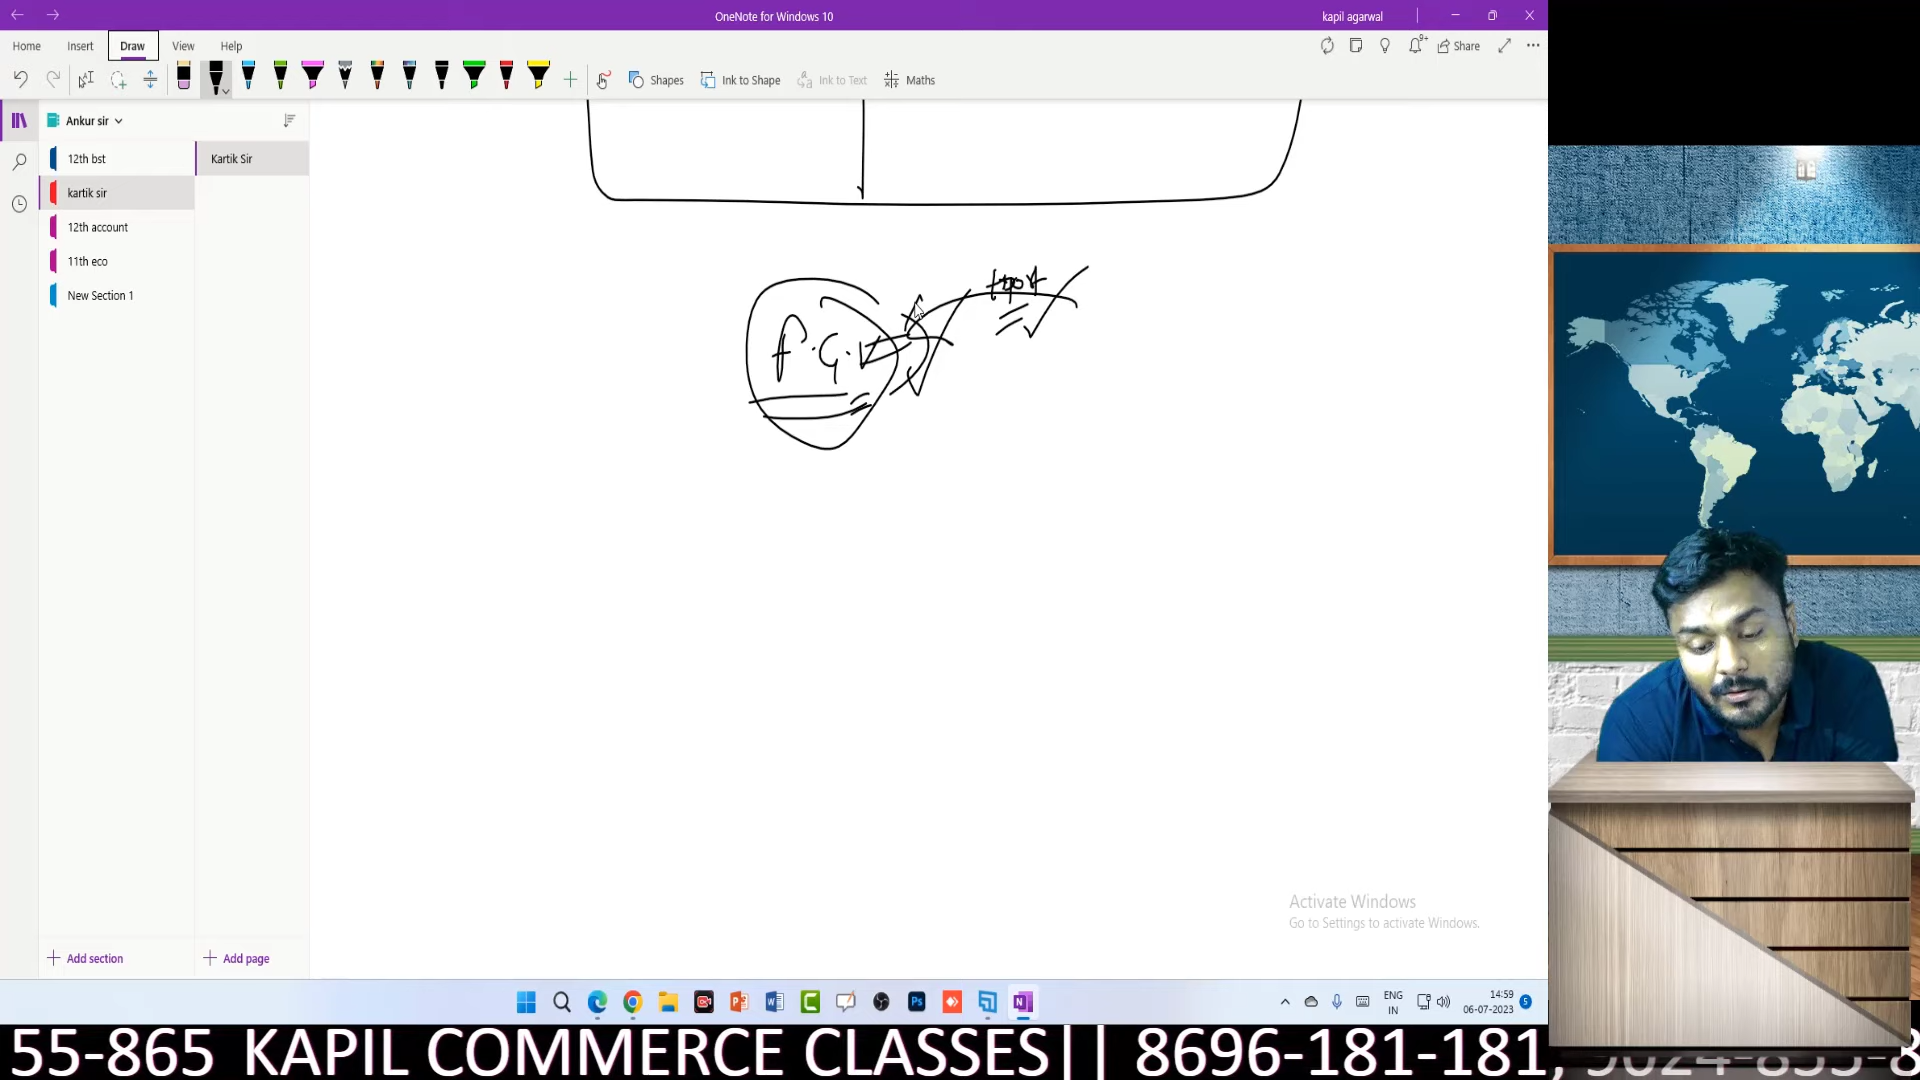 OneNote for Windows 10
kapil agarwal
Home Insert Draw View Help
Share
Shapes
Ink to Shape
Ink to Text
Maths
Ankur sir
12th bst
kartik sir
12th account
11th eco
New Section 1
Kartik Sir
Activate Windows
Go to Settings to activate Windows.
Add section
Add page
ENG
IN
14:59
06-07-2023
55-865 KAPIL COMMERCE CLASSES|| 8696-181-181,